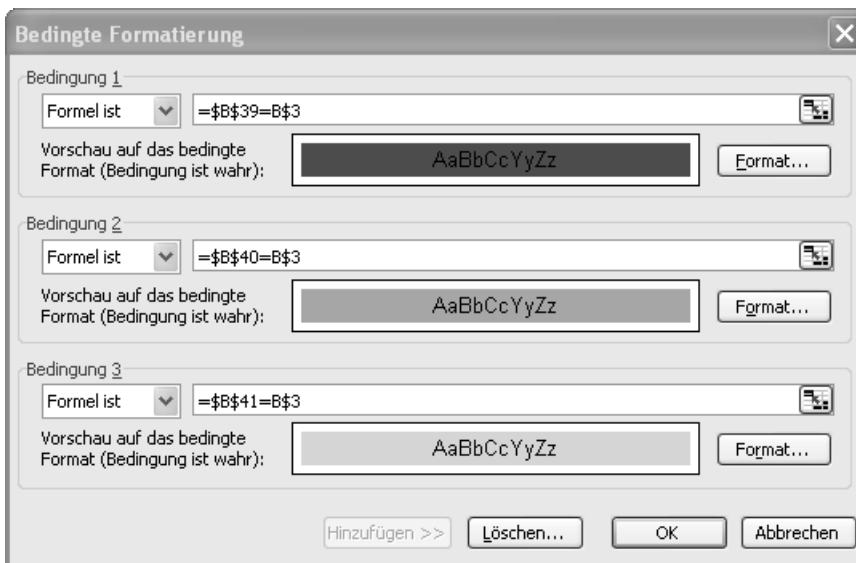 Bedingte Formatierung
Bedingung 1
Formel ist
=$B$39=B$3
Vorschau auf das bedingte
Format (Bedingung ist wahr):
AaBbCcYyZz
Format...
Bedingung 2
Formel ist
=$B$40=B$3
Vorschau auf das bedingte
Format (Bedingung ist wahr):
AaBbCcYyZz
Format...
Bedingung 3
Formel ist
=$B$41=B$3
Vorschau auf das bedingte
Format (Bedingung ist wahr):
AaBbCcYyZz
Format...
Hinzufügen >> Löschen... OK Abbrechen